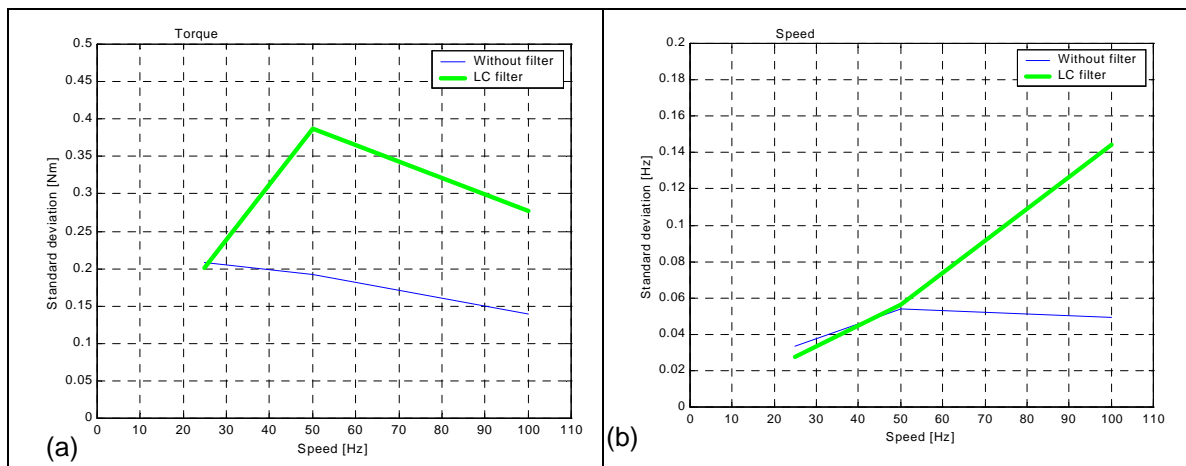 Torque
Without filter
LC filter
0.5
0.45
0.4
0.35
0.3
0.25
0.2
0.15
0.1
0.05
0
Standard deviation [Nm]
0 10 20 30 40 50 60 70 80 90 100 110
Speed [Hz]
(a)
Speed
Without filter
LC filter
0.2
0.18
0.16
0.14
0.12
0.1
0.08
0.06
0.04
0.02
0
Standard deviation [Hz]
0 10 20 30 40 50 60 70 80 90 100 110
Speed [Hz]
(b)